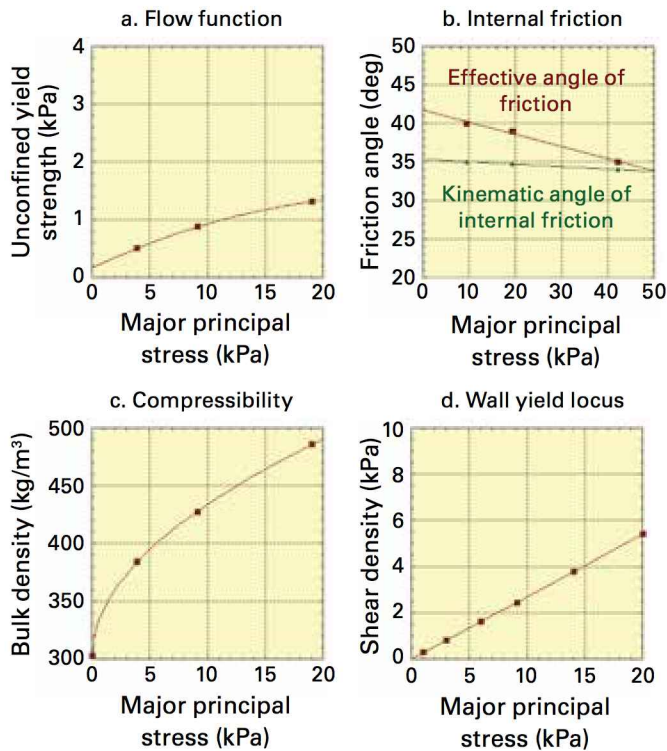 a. Flow function
Unconfined yield
strength (kPa)
4
3
2
1
0
0 5 10 15 20
Major principal
stress (kPa)
b. Internal friction
Friction angle (deg)
50
45
40
35
30
25
20
Effective angle of
friction
Kinematic angle of
internal friction
0 10 20 30 40 50
Major principal
stress (kPa)
c. Compressibility
Bulk density (kg/m³)
500
450
400
350
300
0 5 10 15 20
Major principal
stress (kPa)
d. Wall yield locus
Shear density (kPa)
10
8
6
4
2
0
0 5 10 15 20
Major principal
stress (kPa)